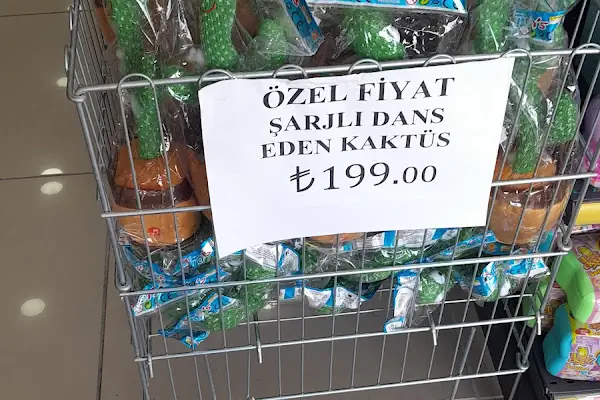 ÖZEL FİYAT
ŞARJLI DANS
EDEN KAKTÜS
₺199.00